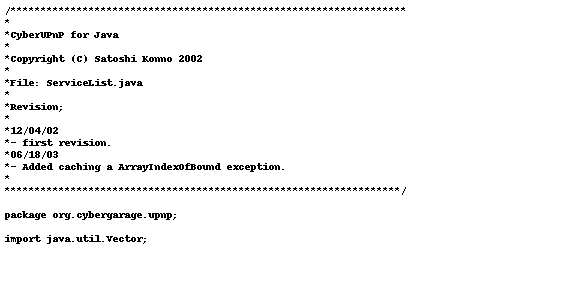 /******************************************************************
*
*CyberUPnP for Java
*
*Copyright (C) Satoshi Konno 2002
*
*File: ServiceList.java
*
*Revision;
*
*12/04/02
*- first revision.
*06/18/03
*- Added caching a ArrayIndexOfBound exception.
*
******************************************************************/
package org.cybergarage.upnp;
import java.util.Vector;